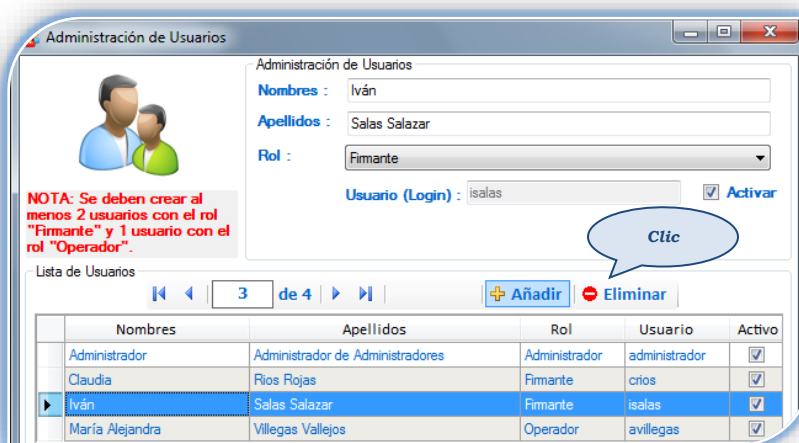 Administración de Usuarios
Administración de Usuarios
Nombres : Iván
Apellidos : Salas Salazar
Rol : Firmante
Usuario (Login) : isalas Activar
NOTA: Se deben crear al
menos 2 usuarios con el rol
"Firmante" y 1 usuario con el
rol "Operador".
Clic
Lista de Usuarios
3 de 4 Añadir Eliminar
Nombres Apellidos Rol Usuario Activo
Administrador Administrador de Administradores Administrador administrador
Claudia Rios Rojas Firmante crios
Iván Salas Salazar Firmante isalas
María Alejandra Villegas Vallejos Operador avillegas